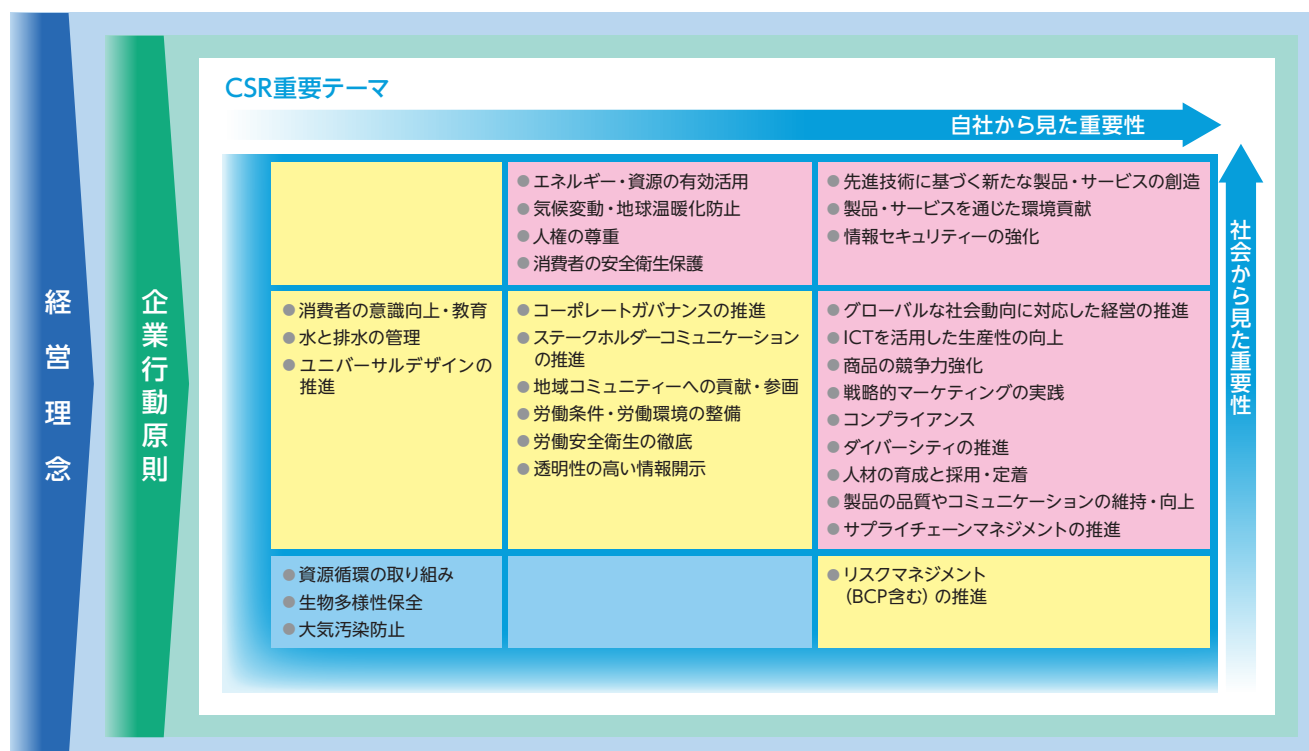 経営理念
企業行動原則
CSR重要テーマ
自社から見た重要性
社会から見た重要性
●エネルギー・資源の有効活用
●気候変動・地球温暖化防止
●人権の尊重
●消費者の安全衛生保護
●先進技術に基づく新たな製品・サービスの創造
●製品・サービスを通じた環境貢献
●情報セキュリティーの強化
●消費者の意識向上・教育
●水と排水の管理
●ユニバーサルデザインの
推進
●コーポレートガバナンスの推進
●ステークホルダーコミュニケーション
の推進
●地域コミュニティーへの貢献・参画
●労働条件・労働環境の整備
●労働安全衛生の徹底
●透明性の高い情報開示
●グローバルな社会動向に対応した経営の推進
●ICTを活用した生産性の向上
●商品の競争力強化
●戦略的マーケティングの実践
●コンプライアンス
●ダイバーシティの推進
●人材の育成と採用・定着
●製品の品質やコミュニケーションの維持・向上
●サプライチェーンマネジメントの推進
●資源循環の取り組み
●生物多様性保全
●大気汚染防止
●リスクマネジメント
(BCP含む) の推進